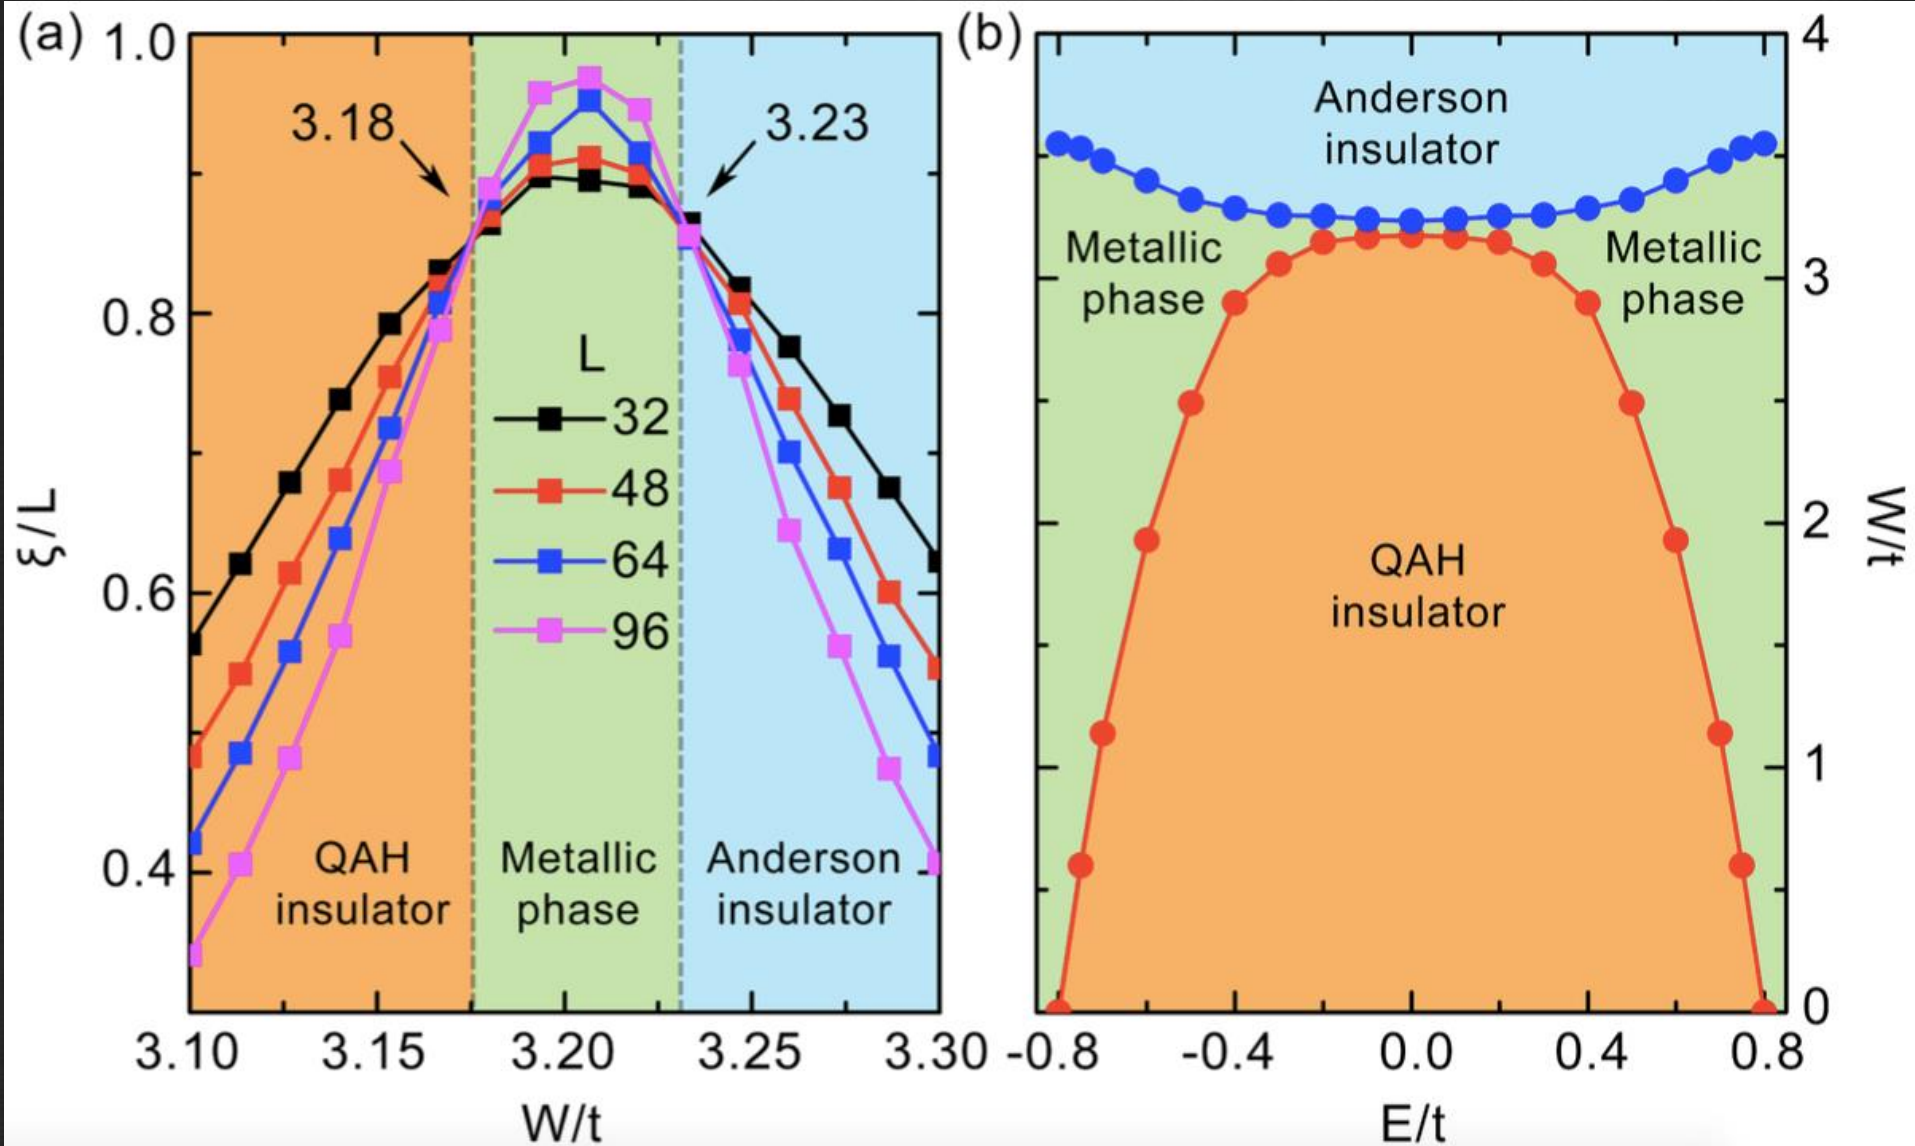 (a)
1.0
0.8
0.6
0.4
ξ/L
3.18
3.23
L
32
48
64
96
QAH
insulator
Metallic
phase
Anderson
insulator
3.10 3.15 3.20 3.25 3.30
W/t
(b)
Anderson
insulator
Metallic
phase
Metallic
phase
QAH
insulator
4
3
2
1
0
W/t
-0.8 -0.4 0.0 0.4 0.8
E/t